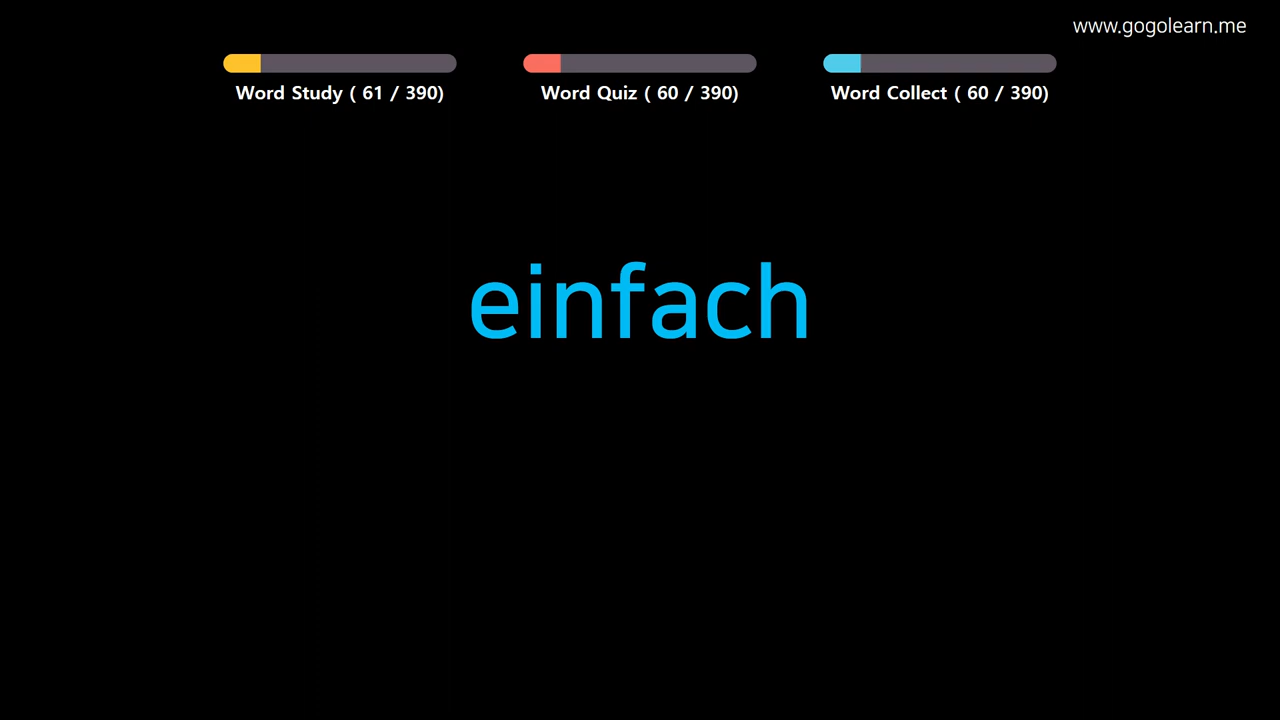 www.gogolearn.me
Word Study ( 61 / 390)
Word Quiz ( 60 / 390)
Word Collect ( 60 / 390)
einfach